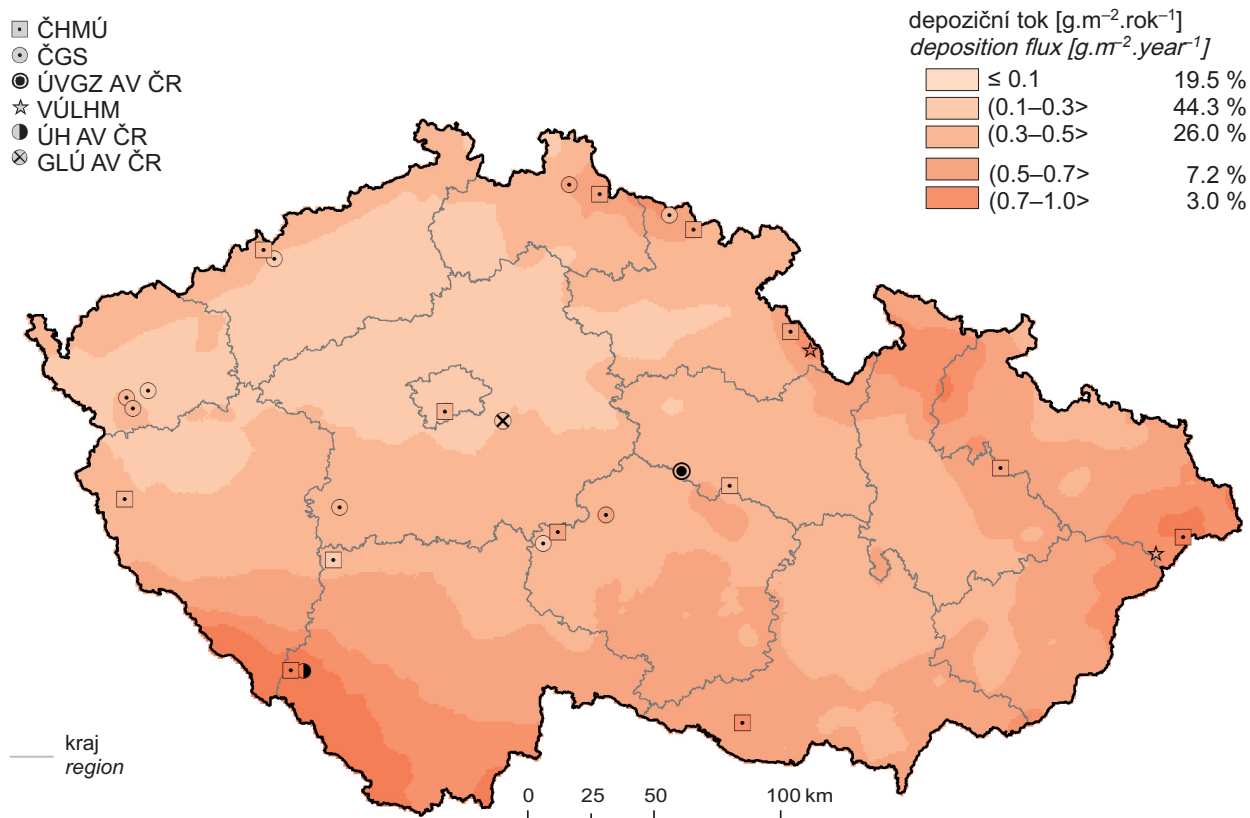 ČHMÚ
ČGS
ÚVGZ AV ČR
VÚLHM
ÚH AV ČR
GLÚ AV ČR
depoziční tok [g.m⁻².rok⁻¹]
deposition flux [g.m⁻².year⁻¹]
≤ 0.1 19.5 %
(0.1–0.3> 44.3 %
(0.3–0.5> 26.0 %
(0.5–0.7> 7.2 %
(0.7–1.0> 3.0 %
kraj
region
0 25 50 100 km